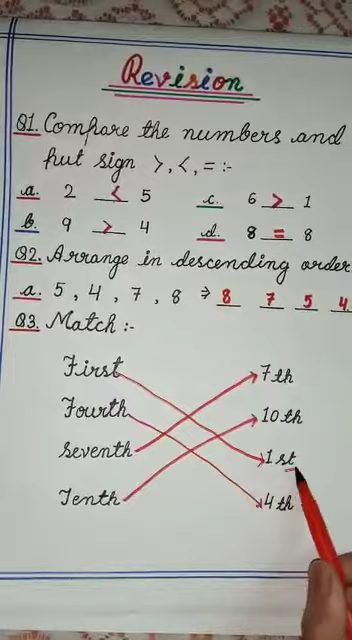 Revision
Q1. Compare the numbers and
put sign >, <, = :-
a. 2 < 5 c. 6 > 1
b. 9 > 4 d. 8 = 8
Q2. Arrange in descending order
a. 5, 4, 7, 8 ⇒ 8 7 5 4
Q3. Match :-
First 7th
Fourth 10th
Seventh 1st
Tenth 4th